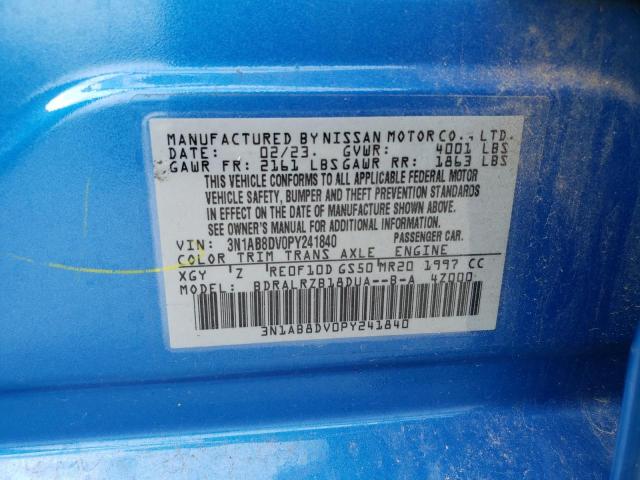 MANUFACTURED BY NISSAN MOTOR CO., LTD.
DATE: 02/23. GVWR: 4001 LBS
GAWR FR: 2161 LBS GAWR RR: 1863 LBS
THIS VEHICLE CONFORMS TO ALL APPLICABLE FEDERAL MOTOR
VEHICLE SAFETY, BUMPER AND THEFT PREVENTION STANDARDS
IN EFFECT ON THE DATE OF MANUFACTURE SHOWN ABOVE.
SEE OWNER'S MANUAL FOR ADDITIONAL INFORMATION.
VIN: 3N1AB8DV0PY241840 PASSENGER CAR.
COLOR TRIM TRANS AXLE ENGINE
XGY Z RE0F10D GS50 MR20 1997 CC
MODEL: BDRALRZB18DUA--B-A 4Z000
3N1AB8DV0PY241840